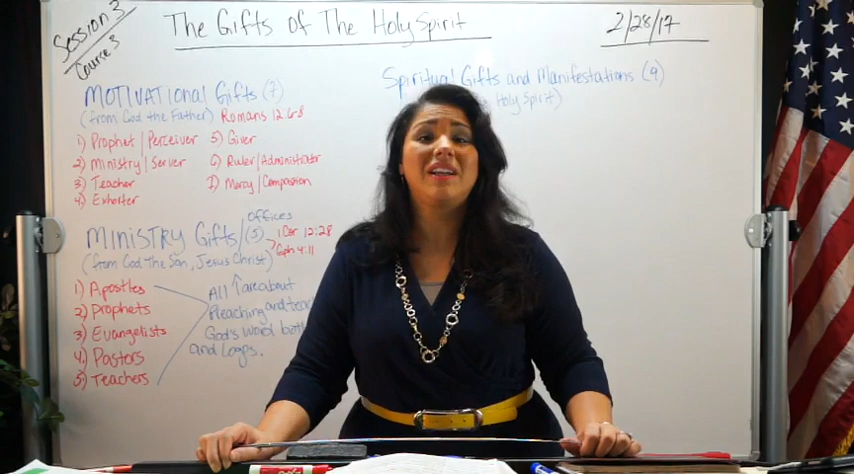 Session 3
Course 3
The Gifts of The Holy Spirit
2/28/17
MOTIVATIONAL Gifts (7)
(from God the Father) Romans 12:6-8
1) Prophet / Perceiver
2) Ministry / Server
3) Teacher
4) Exhorter
5) Giver
6) Ruler/Administrator
7) Mercy / Compassion
MINISTRY Gifts/offices
(5) 1 Cor 12:28
Eph 4:11
(from God The Son, Jesus Christ)
1) Apostles
2) Prophets
3) Evangelists
4) Pastors
5) Teachers
All are about
Preaching and
God's word
and Loops.
Spiritual Gifts and Manifestations (9)
Holy Spirit)